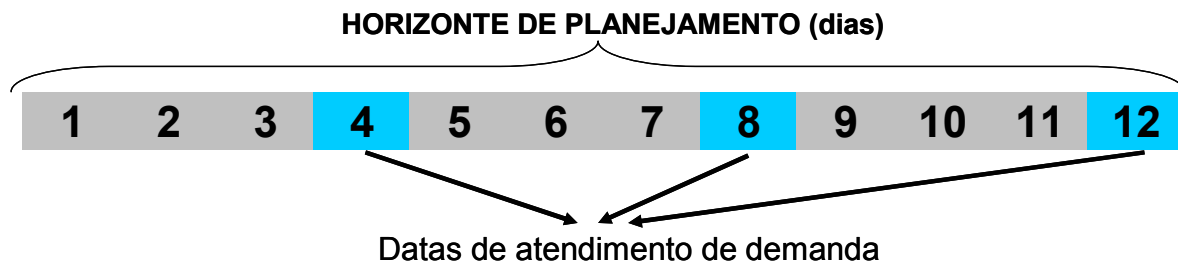 HORIZONTE DE PLANEJAMENTO (dias)
1 2 3 4 5 6 7 8 9 10 11 12
Datas de atendimento de demanda